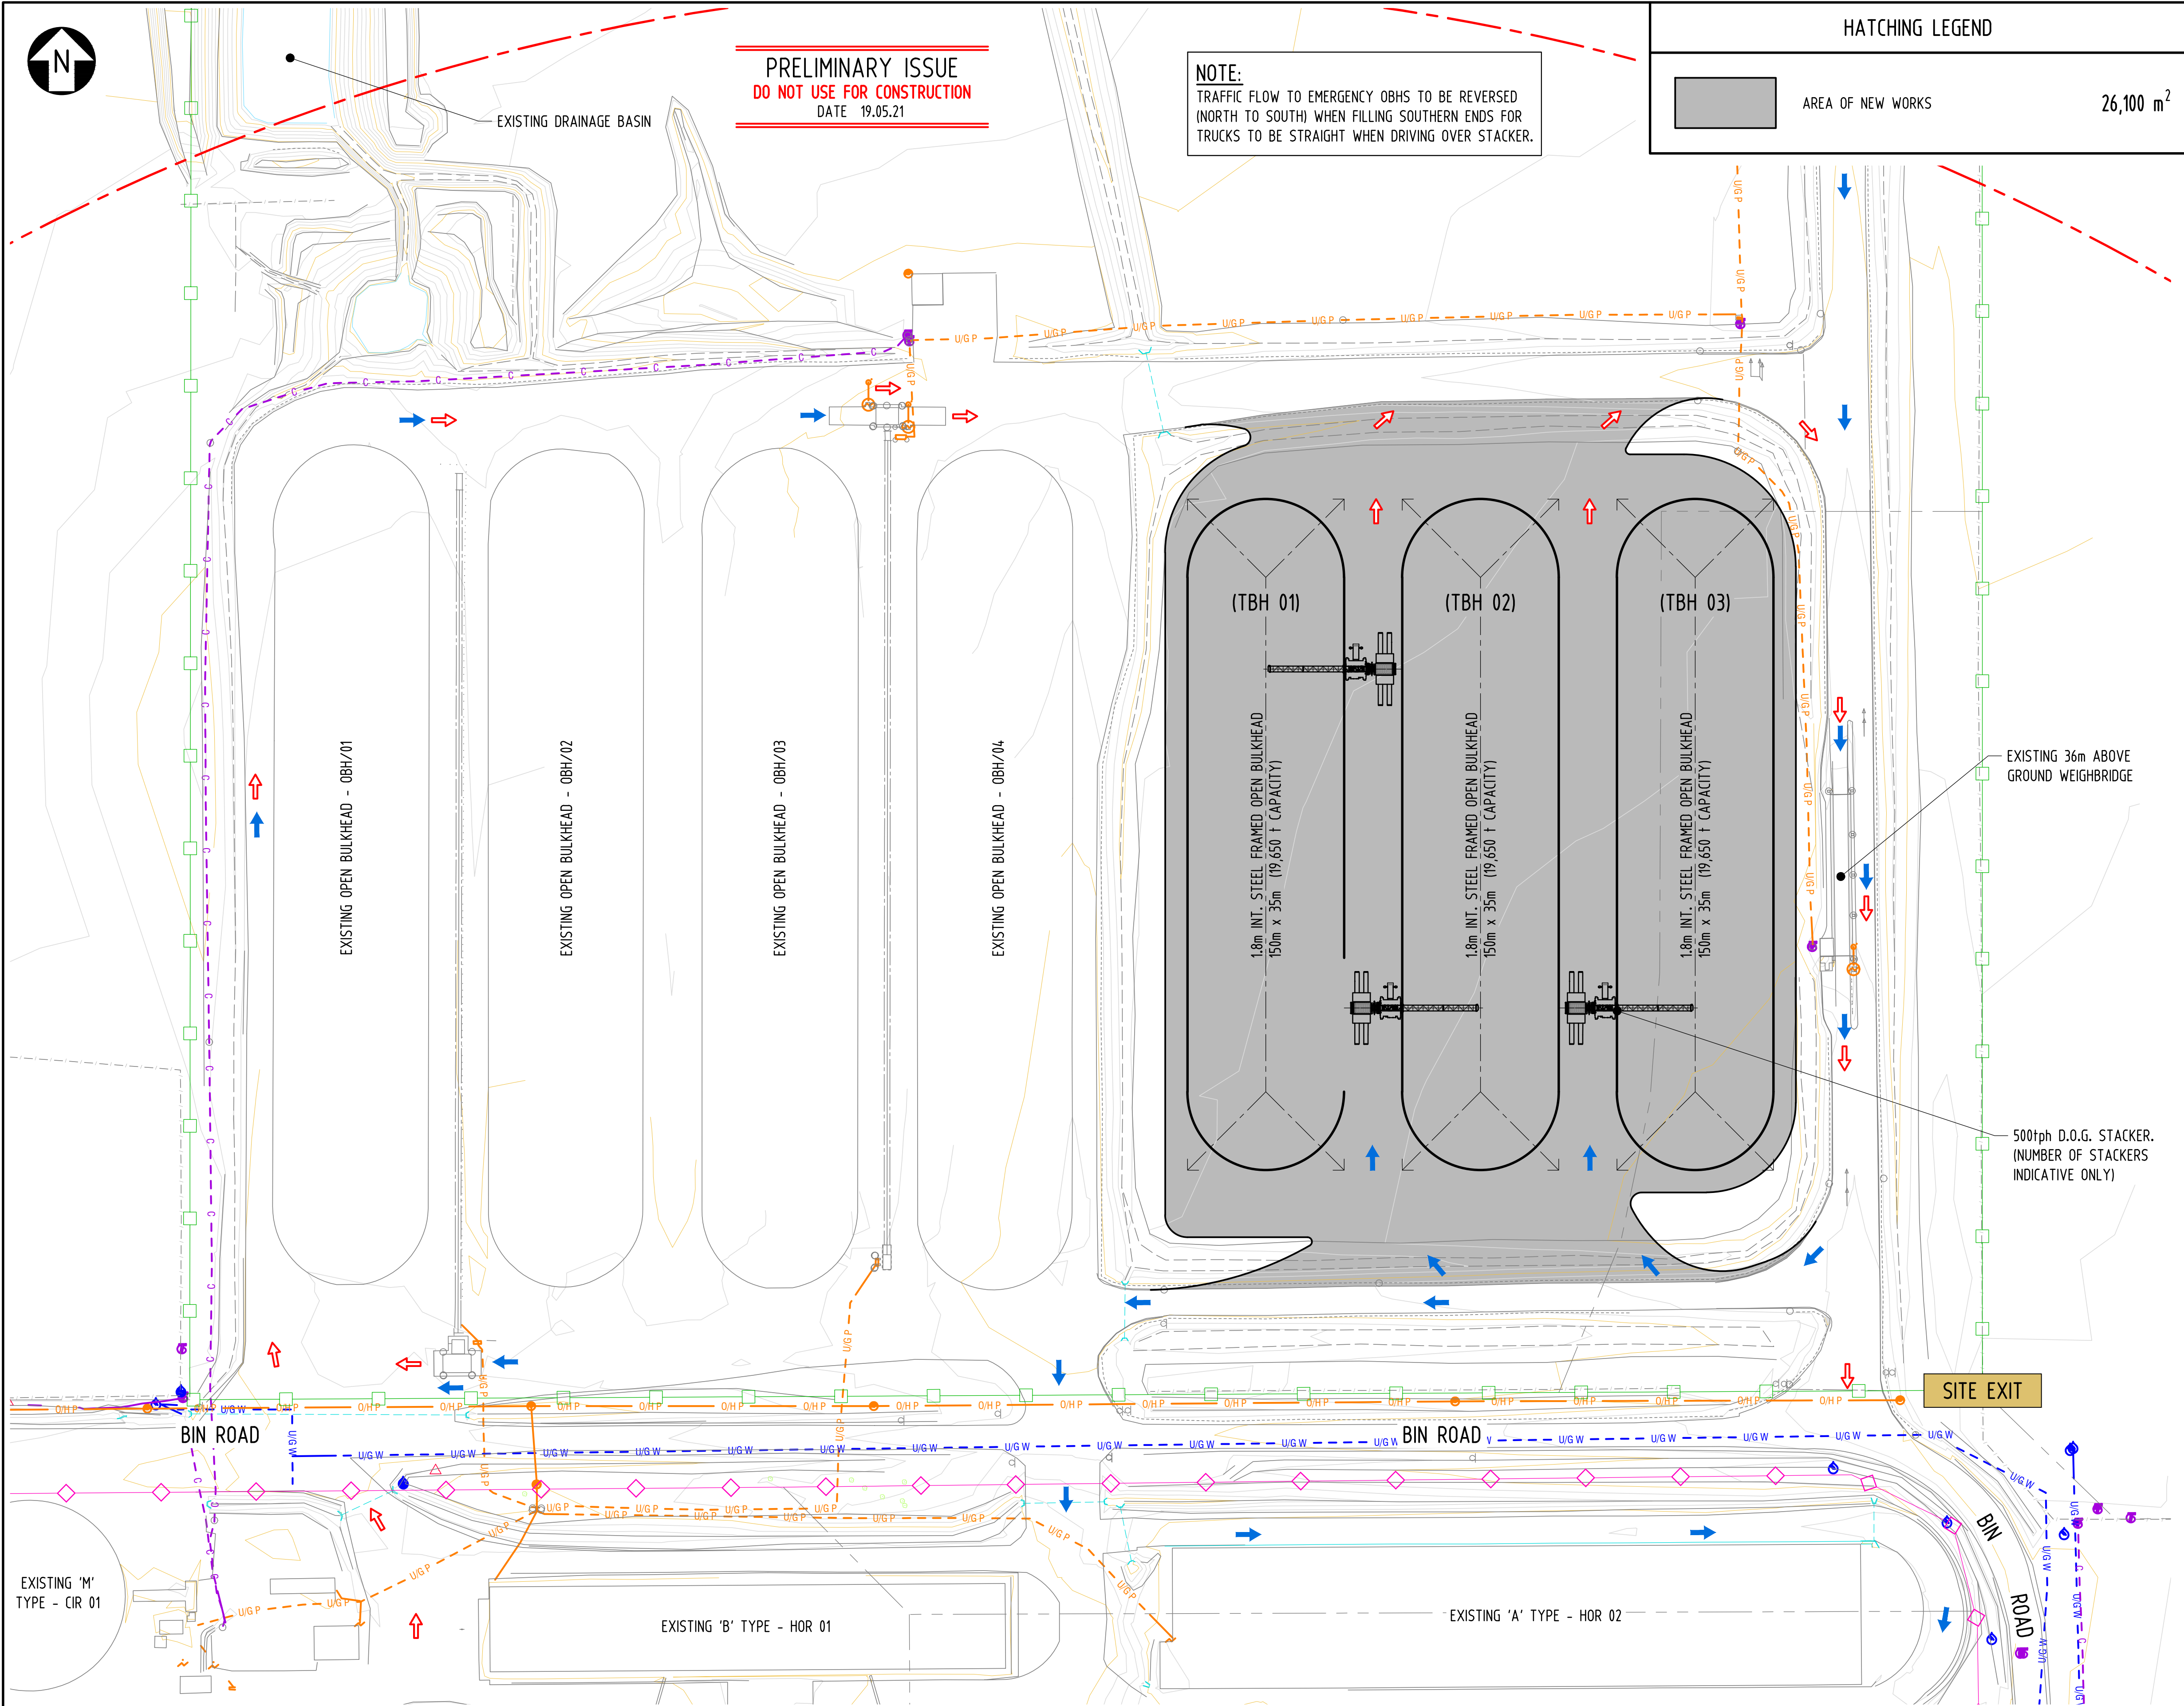 N
PRELIMINARY ISSUE
DO NOT USE FOR CONSTRUCTION
DATE 19.05.21
NOTE:
TRAFFIC FLOW TO EMERGENCY OBHS TO BE REVERSED
(NORTH TO SOUTH) WHEN FILLING SOUTHERN ENDS FOR
TRUCKS TO BE STRAIGHT WHEN DRIVING OVER STACKER.
HATCHING LEGEND
AREA OF NEW WORKS
26,100 m²
EXISTING DRAINAGE BASIN
EXISTING OPEN BULKHEAD - OBH/01
EXISTING OPEN BULKHEAD - OBH/02
EXISTING OPEN BULKHEAD - OBH/03
EXISTING OPEN BULKHEAD - OBH/04
(TBH 01)
(TBH 02)
(TBH 03)
1.8m INT. STEEL FRAMED OPEN BULKHEAD
150m x 35m (19,650 t CAPACITY)
1.8m INT. STEEL FRAMED OPEN BULKHEAD
150m x 35m (19,650 t CAPACITY)
1.8m INT. STEEL FRAMED OPEN BULKHEAD
150m x 35m (19,650 t CAPACITY)
EXISTING 36m ABOVE
GROUND WEIGHBRIDGE
500tph D.O.G. STACKER.
(NUMBER OF STACKERS
INDICATIVE ONLY)
SITE EXIT
U/G P
C
O/H P
U/G W
BIN ROAD
BIN ROAD
BIN
ROAD
EXISTING 'M'
TYPE - CIR 01
EXISTING 'B' TYPE - HOR 01
EXISTING 'A' TYPE - HOR 02